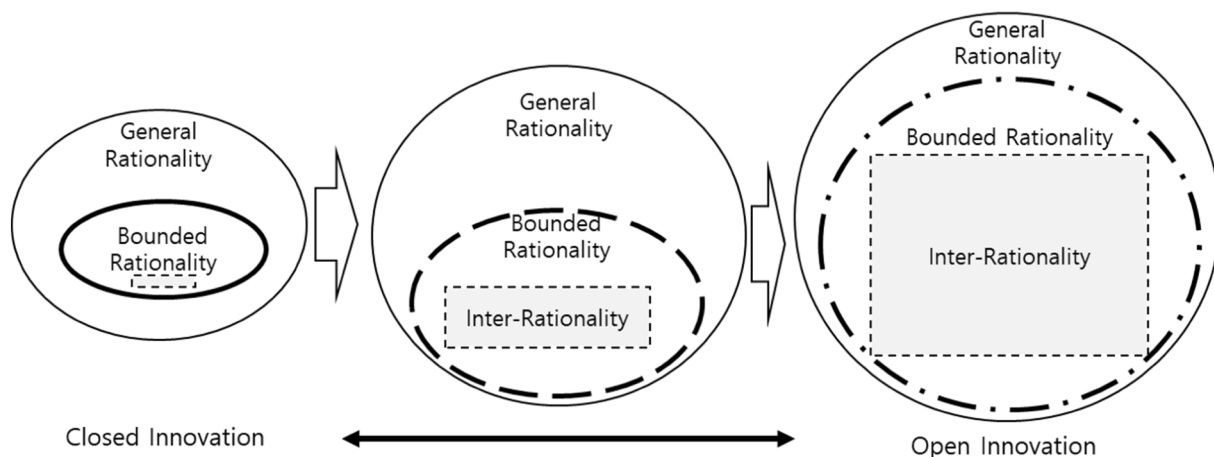 General
Rationality
Bounded
Rationality
General
Rationality
Bounded
Rationality
Inter-Rationality
General
Rationality
Bounded Rationality
Inter-Rationality
Closed Innovation
Open Innovation